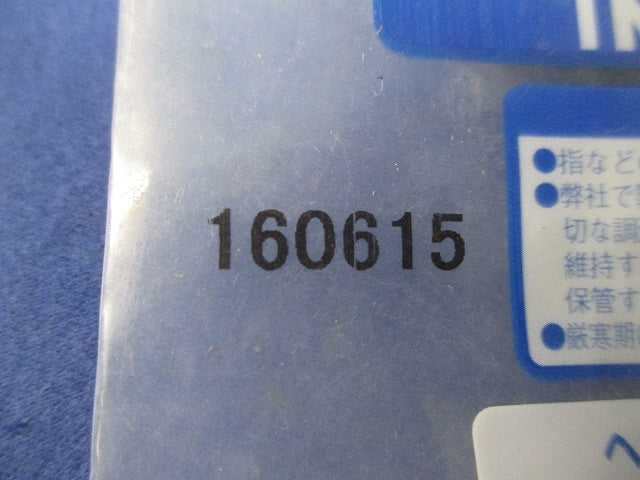 160615
●指など
●弊社で
切な調
維持す
保管す
●厳寒期